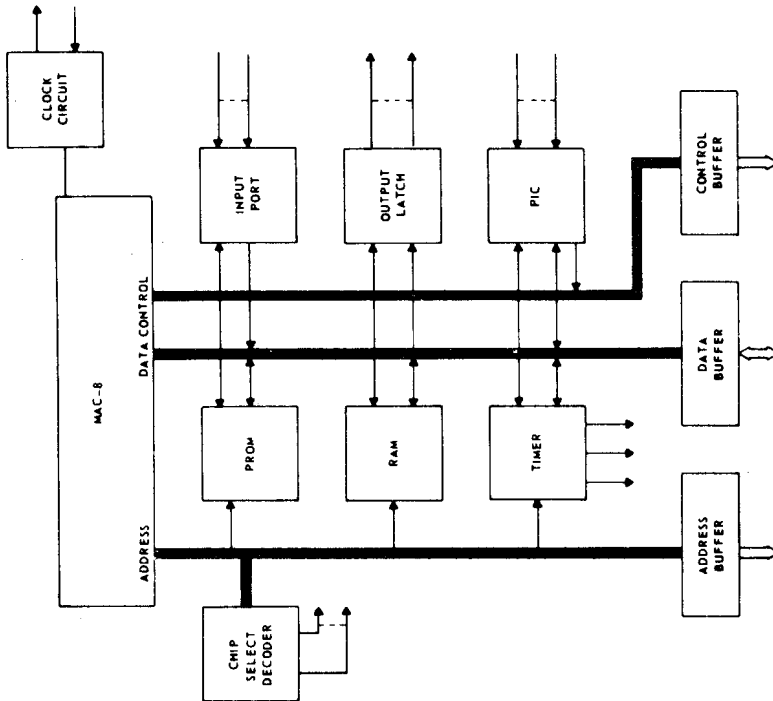 CLOCK
CIRCUIT
MAC-8
ADDRESS
DATA CONTROL
INPUT
PORT
OUTPUT
LATCH
PIC
PROM
RAM
TIMER
CHIP
SELECT
DECODER
CONTROL
BUFFER
DATA
BUFFER
ADDRESS
BUFFER